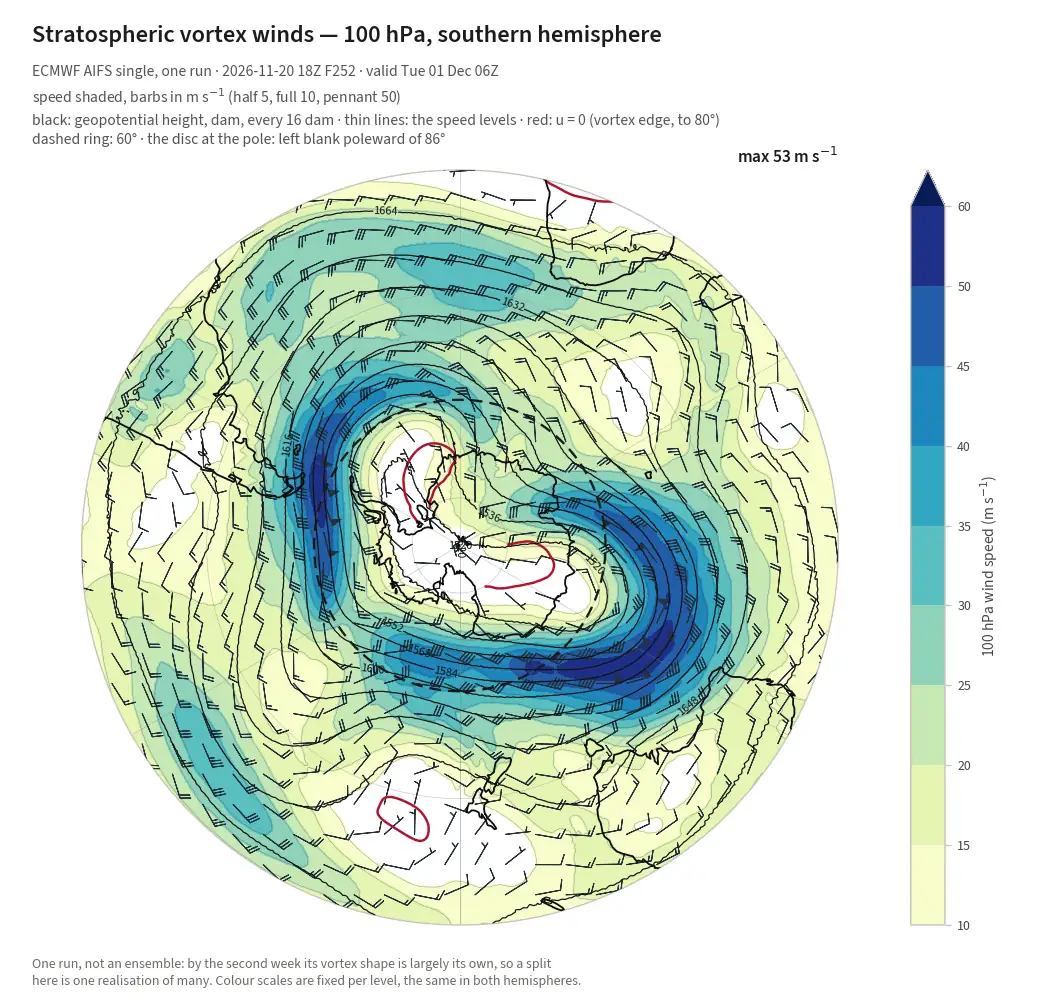 Stratospheric vortex winds — 100 hPa, southern hemisphere
ECMWF AIFS single, one run · 2026-11-20 18Z F252 · valid Tue 01 Dec 06Z
speed shaded, barbs in m s⁻¹ (half 5, full 10, pennant 50)
black: geopotential height, dam, every 16 dam · thin lines: the speed levels · red: u = 0 (vortex edge, to 80°)
dashed ring: 60° · the disc at the pole: left blank poleward of 86°
max 53 m s⁻¹
1664
1632
1616
1536
1520
1520
1552
1568
1584
1600
1648
60
50
45
40
35
30
25
20
15
10
100 hPa wind speed (m s⁻¹)
One run, not an ensemble: by the second week its vortex shape is largely its own, so a split
here is one realisation of many. Colour scales are fixed per level, the same in both hemispheres.